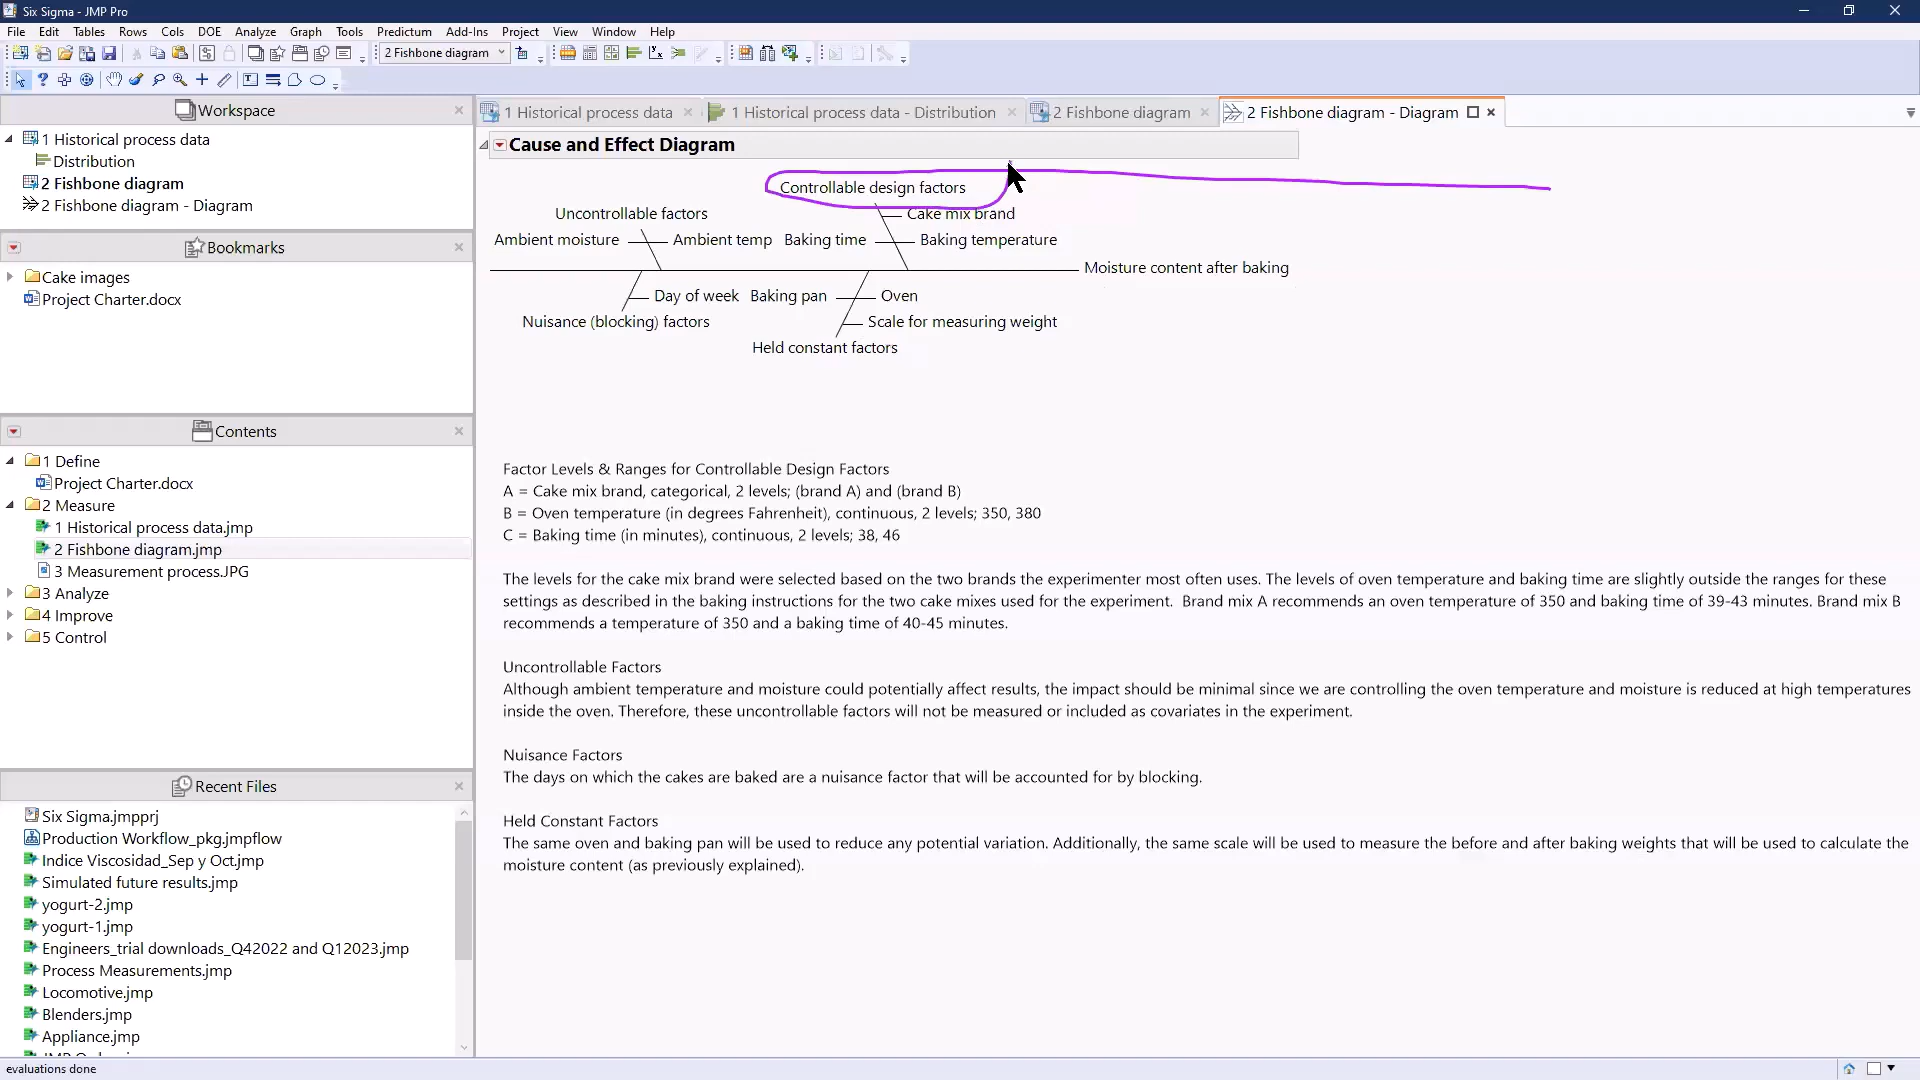 Six Sigma - JMP Pro
File Edit Tables Rows Cols DOE Analyze Graph Tools Predictum Add-Ins Project View Window Help
2 Fishbone diagram
Workspace
1 Historical process data
Distribution
2 Fishbone diagram
2 Fishbone diagram - Diagram
Bookmarks
Cake images
Project Charter.docx
Contents
1 Define
Project Charter.docx
2 Measure
1 Historical process data.jmp
2 Fishbone diagram.jmp
3 Measurement process.JPG
3 Analyze
4 Improve
5 Control
Recent Files
Six Sigma.jmpprj
Production Workflow_pkg.jmpflow
Indice Viscosidad_Sep y Oct.jmp
Simulated future results.jmp
yogurt-2.jmp
yogurt-1.jmp
Engineers_trial downloads_Q42022 and Q12023.jmp
Process Measurements.jmp
Locomotive.jmp
Blenders.jmp
Appliance.jmp
1 Historical process data
1 Historical process data - Distribution
2 Fishbone diagram
2 Fishbone diagram - Diagram
Cause and Effect Diagram
Controllable design factors
Uncontrollable factors
Cake mix brand
Ambient moisture
Ambient temp
Baking time
Baking temperature
Moisture content after baking
Day of week
Baking pan
Oven
Nuisance (blocking) factors
Scale for measuring weight
Held constant factors
Factor Levels & Ranges for Controllable Design Factors
A = Cake mix brand, categorical, 2 levels; (brand A) and (brand B)
B = Oven temperature (in degrees Fahrenheit), continuous, 2 levels; 350, 380
C = Baking time (in minutes), continuous, 2 levels; 38, 46
The levels for the cake mix brand were selected based on the two brands the experimenter most often uses. The levels of oven temperature and baking time are slightly outside the ranges for these
settings as described in the baking instructions for the two cake mixes used for the experiment. Brand mix A recommends an oven temperature of 350 and baking time of 39-43 minutes. Brand mix B
recommends a temperature of 350 and a baking time of 40-45 minutes.
Uncontrollable Factors
Although ambient temperature and moisture could potentially affect results, the impact should be minimal since we are controlling the oven temperature and moisture is reduced at high temperatures
inside the oven. Therefore, these uncontrollable factors will not be measured or included as covariates in the experiment.
Nuisance Factors
The days on which the cakes are baked are a nuisance factor that will be accounted for by blocking.
Held Constant Factors
The same oven and baking pan will be used to reduce any potential variation. Additionally, the same scale will be used to measure the before and after baking weights that will be used to calculate the
moisture content (as previously explained).
evaluations done